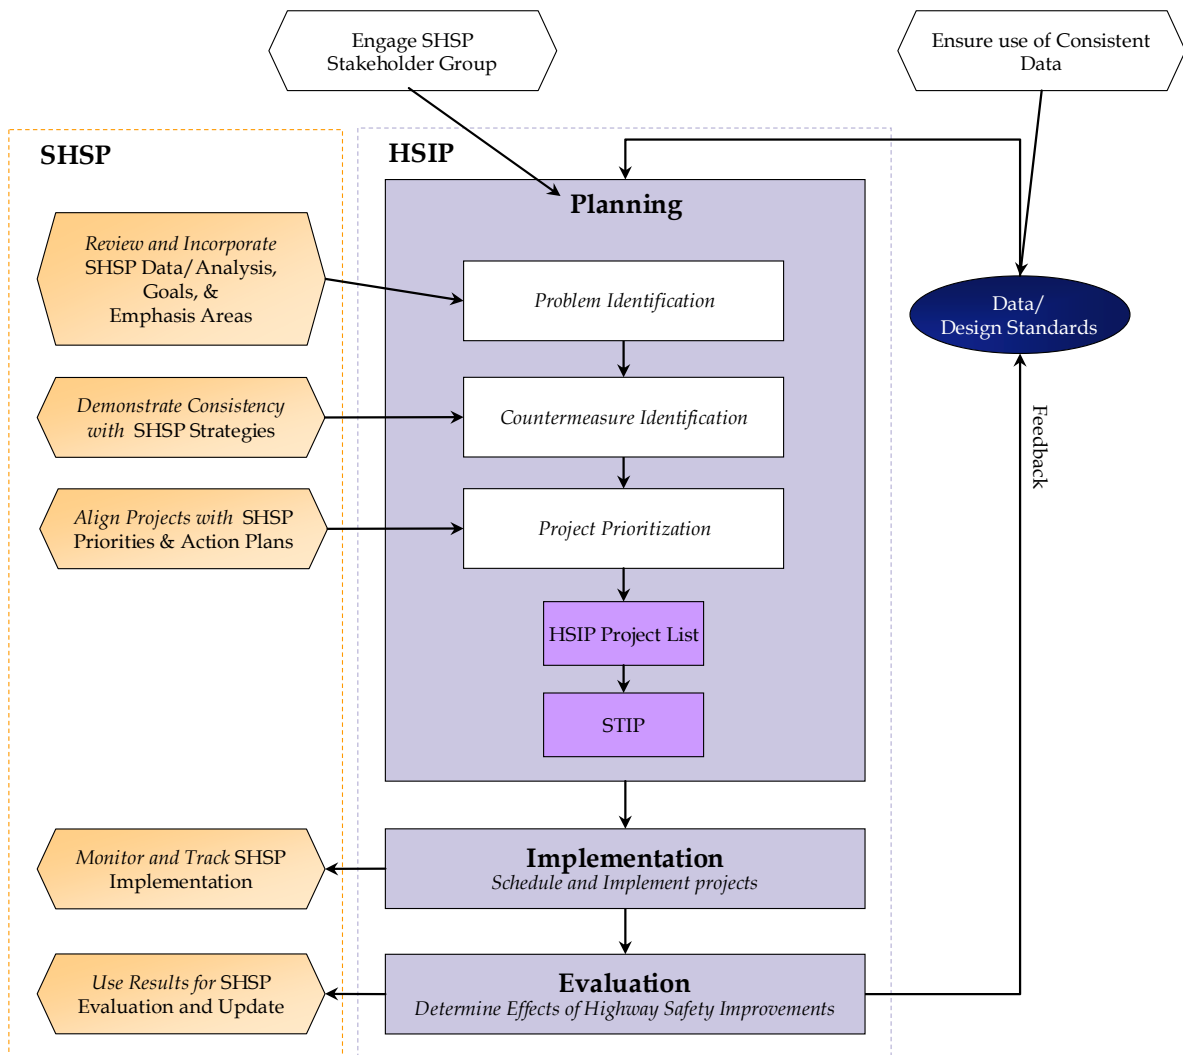 Engage SHSP
Stakeholder Group
Ensure use of Consistent
Data
SHSP
HSIP
Planning
Review and Incorporate
SHSP Data/Analysis,
Goals, &
Emphasis Areas
Problem Identification
Data/
Design Standards
Demonstrate Consistency
with SHSP Strategies
Countermeasure Identification
Feedback
Align Projects with SHSP
Priorities & Action Plans
Project Prioritization
HSIP Project List
STIP
Monitor and Track SHSP
Implementation
Implementation
Schedule and Implement projects
Use Results for SHSP
Evaluation and Update
Evaluation
Determine Effects of Highway Safety Improvements